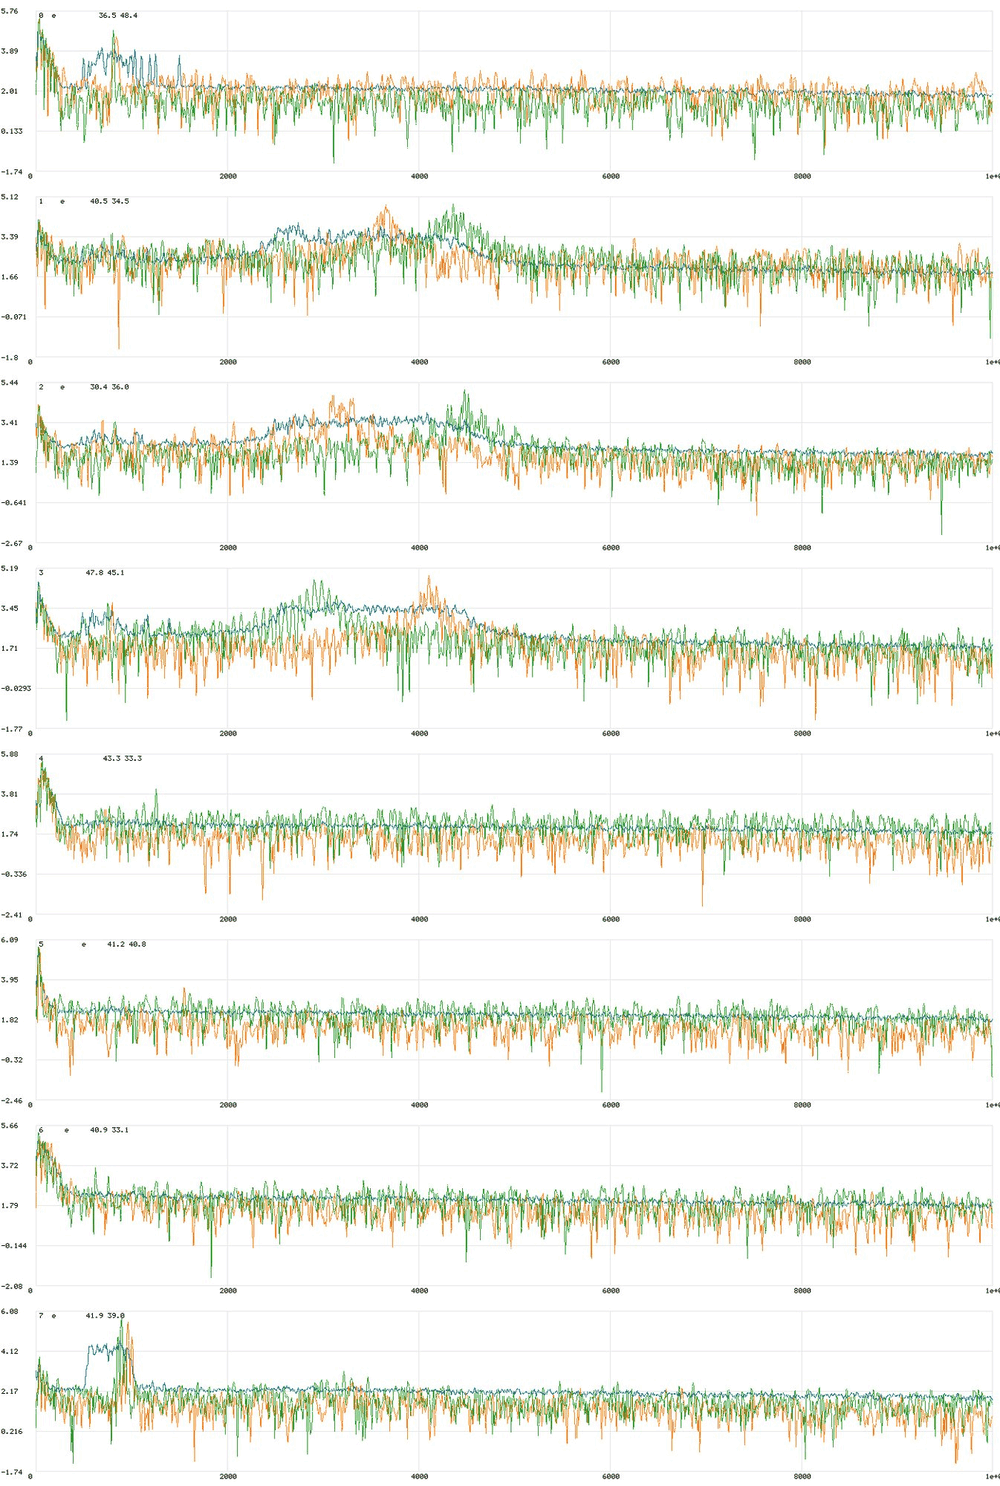 5.76
0 e 36.5 48.4
3.89
2.01
0.133
-1.74
0 2000 4000 6000 8000 1e+0
5.12
1 e 40.5 34.5
3.39
1.66
-0.071
-1.8
0 2000 4000 6000 8000 1e+0
5.44
2 e 30.4 36.0
3.41
1.39
-0.641
-2.67
0 2000 4000 6000 8000 1e+0
5.19
3 47.8 45.1
3.45
1.71
-0.0293
-1.77
0 2000 4000 6000 8000 1e+0
5.88
4 43.3 33.3
3.81
1.74
-0.336
-2.41
0 2000 4000 6000 8000 1e+0
6.09
5 e 41.2 40.8
3.95
1.82
-0.32
-2.46
0 2000 4000 6000 8000 1e+0
5.66
6 e 40.9 33.1
3.72
1.79
-0.144
-2.08
0 2000 4000 6000 8000 1e+0
6.08
7 e 41.9 39.0
4.12
2.17
0.216
-1.74
0 2000 4000 6000 8000 1e+0